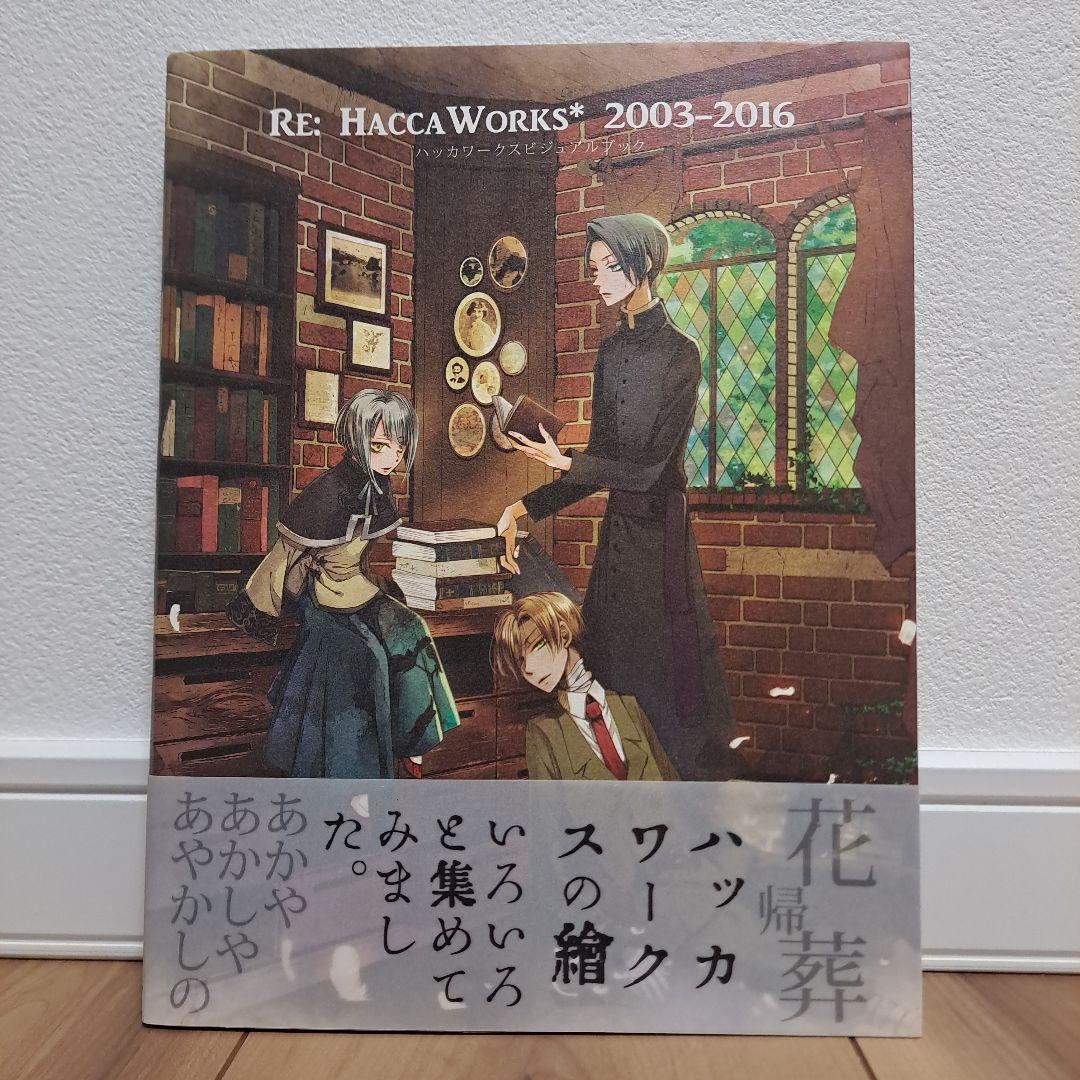 RE: HACCAWORKS* 2003-2016
ハッカワークスビジュアルブック
花
帰
葬
ハッカ
ワーク
スの繪
いろいろ
と集めて
みまし
た。
あかや
あかしや
あやかしの